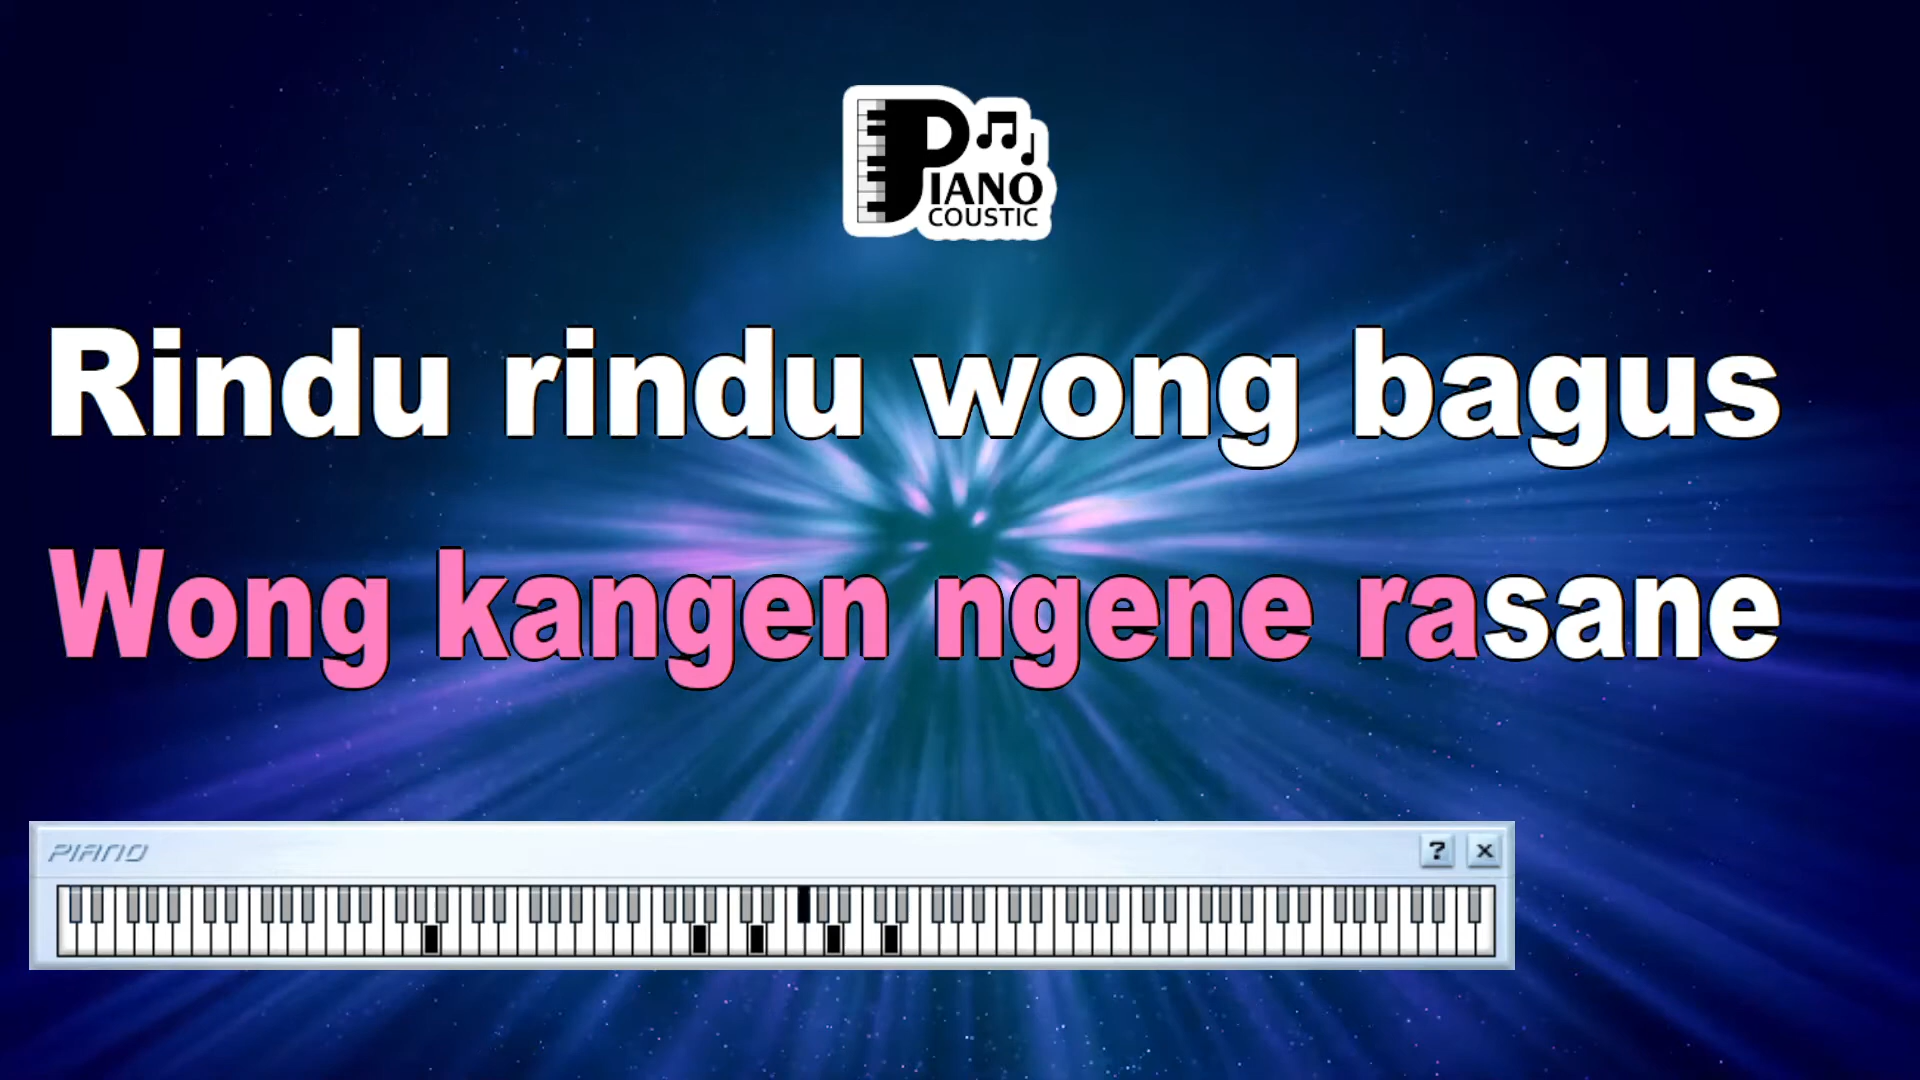 PIANO
COUSTIC
Rindu rindu wong bagus
Wong kangen ngene rasane
PIANO
?
x